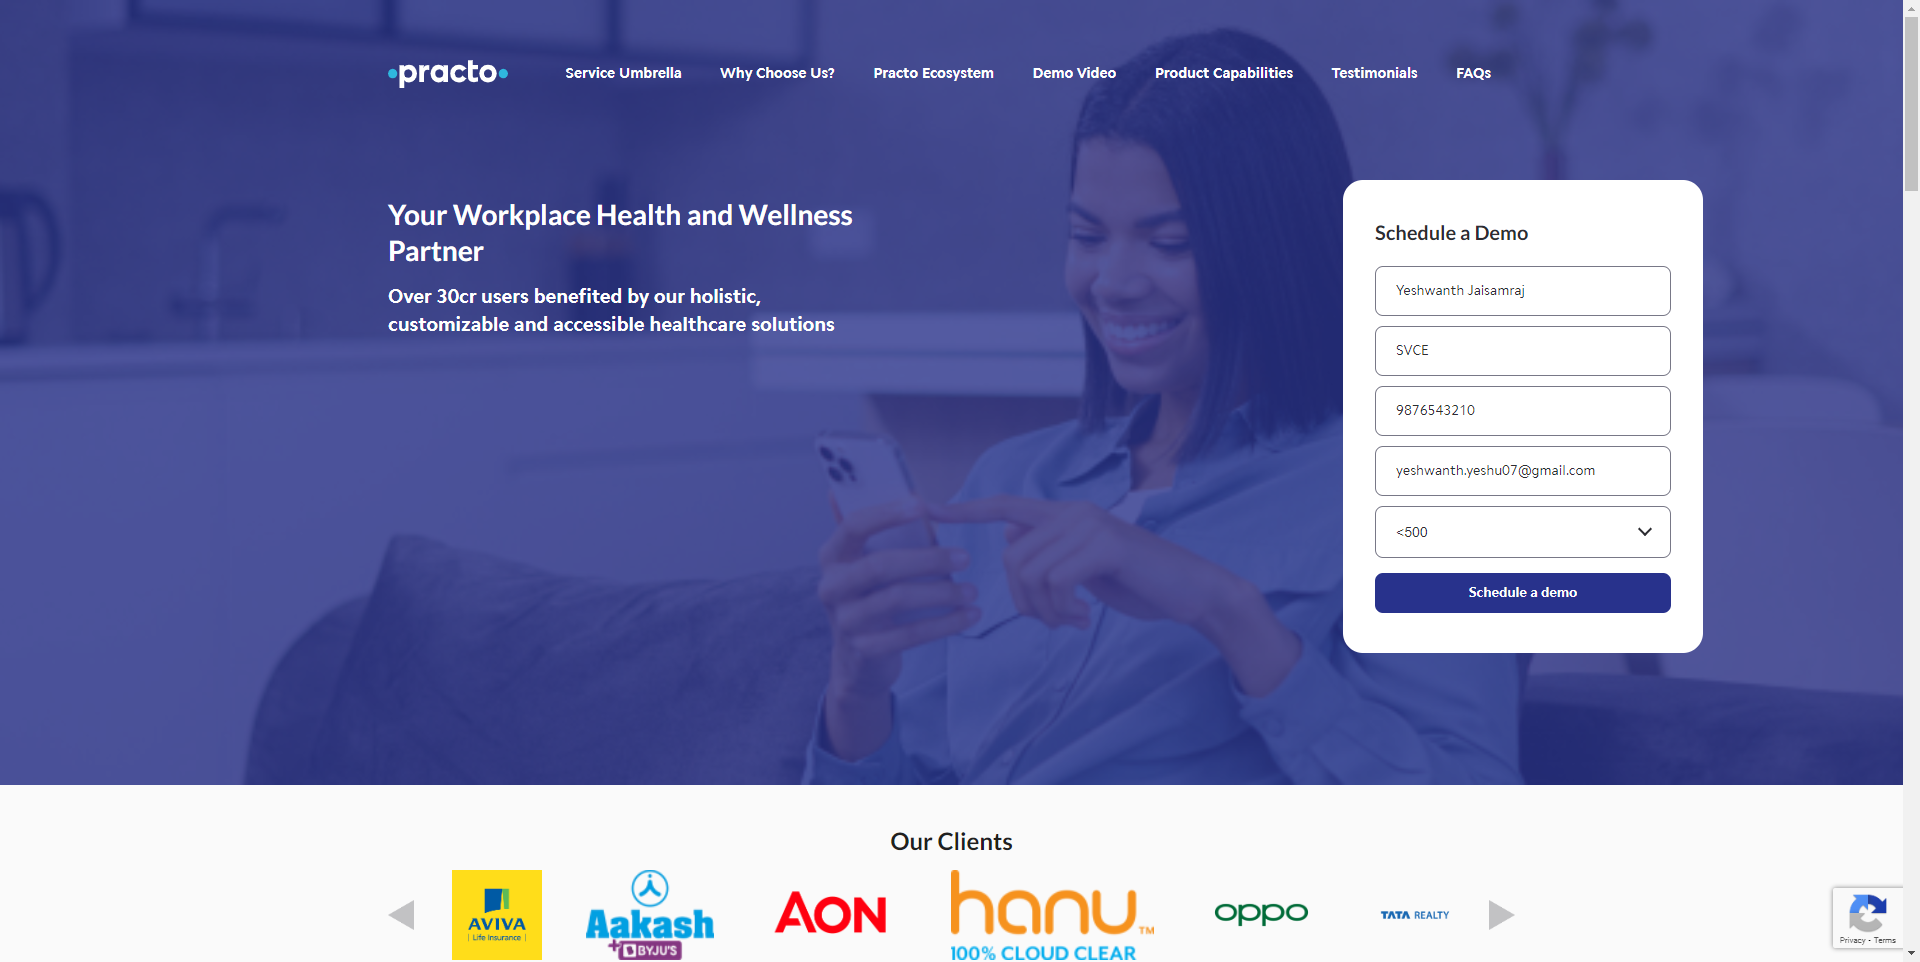 practo
Service Umbrella
Why Choose Us?
Practo Ecosystem
Demo Video
Product Capabilities
Testimonials
FAQs
Your Workplace Health and Wellness
Partner
Over 30cr users benefited by our holistic,
customizable and accessible healthcare solutions
Schedule a Demo
Yeshwanth Jaisamraj
SVCE
9876543210
yeshwanth.yeshu07@gmail.com
<500
Schedule a demo
Our Clients
AVIVA
Life Insurance
Aakash
+ BYJU'S
AON
hanu TM
100% CLOUD CLEAR
oppo
TATA REALTY
Privacy - Terms